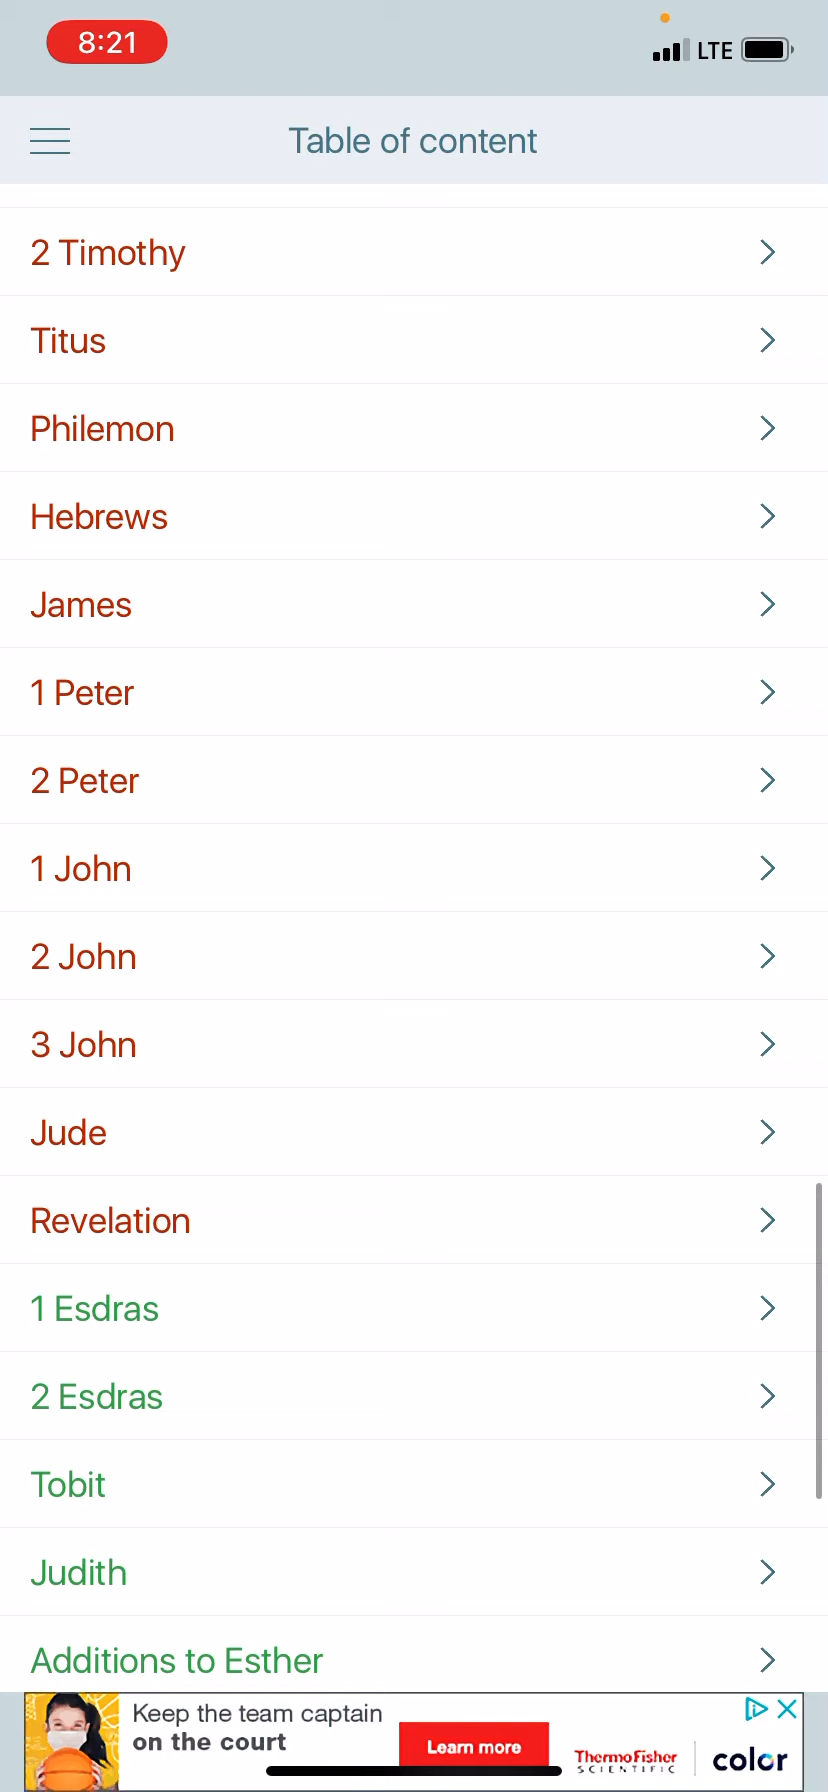 8:21
LTE
Table of content
2 Timothy
Titus
Philemon
Hebrews
James
1 Peter
2 Peter
1 John
2 John
3 John
Jude
Revelation
1 Esdras
2 Esdras
Tobit
Judith
Additions to Esther
Keep the team captain
on the court
Learn more
ThermoFisher
SCIENTIFIC
color